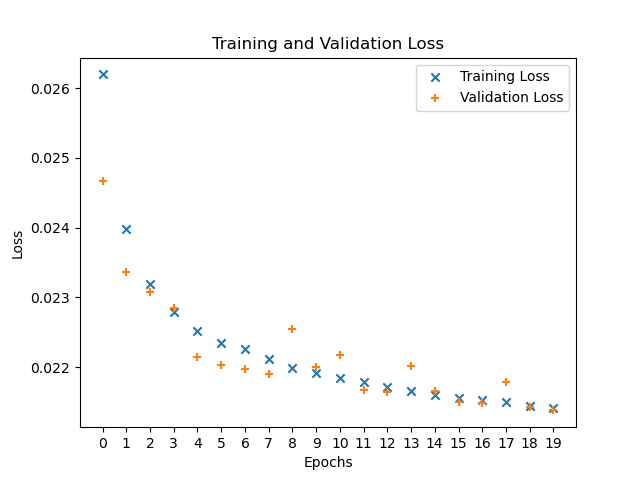 Training and Validation Loss
Training Loss
Validation Loss
0.026
0.025
0.024
0.023
0.022
Loss
0 1 2 3 4 5 6 7 8 9 10 11 12 13 14 15 16 17 18 19
Epochs